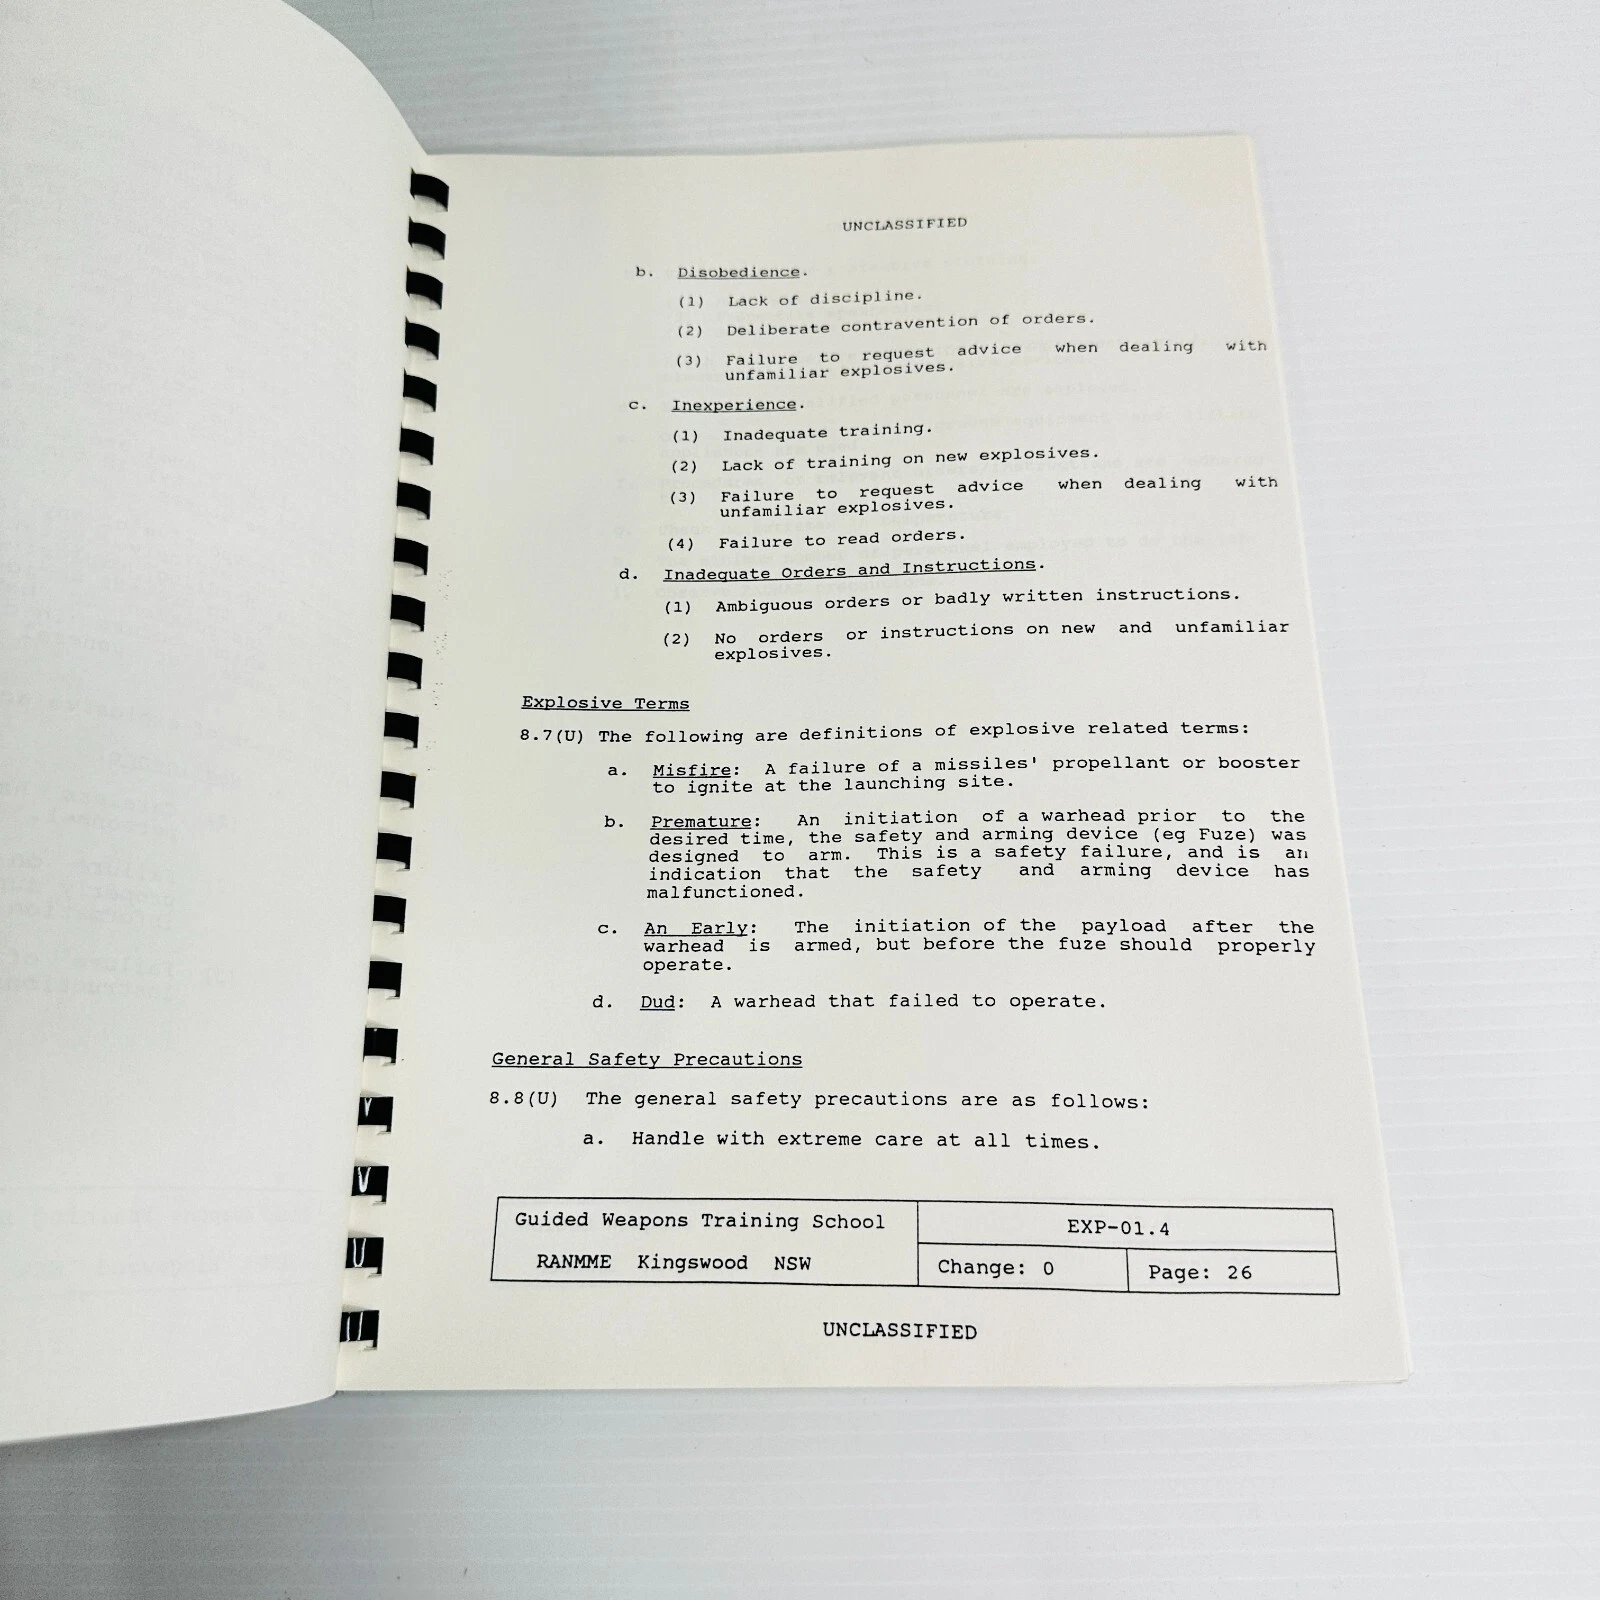 UNCLASSIFIED
b. Disobedience.
(1) Lack of discipline.
(2) Deliberate contravention of orders.
(3) Failure to request advice when dealing with
unfamiliar explosives.
c. Inexperience.
(1) Inadequate training.
(2) Lack of training on new explosives.
(3) Failure to request advice when dealing with
unfamiliar explosives.
(4) Failure to read orders.
d. Inadequate Orders and Instructions.
(1) Ambiguous orders or badly written instructions.
(2) No orders or instructions on new and unfamiliar
explosives.
Explosive Terms
8.7(U) The following are definitions of explosive related terms:
a. Misfire: A failure of a missiles' propellant or booster
to ignite at the launching site.
b. Premature: An initiation of a warhead prior to the
desired time, the safety and arming device (eg Fuze) was
designed to arm. This is a safety failure, and is an
indication that the safety and arming device has
malfunctioned.
c. An Early: The initiation of the payload after the
warhead is armed, but before the fuze should properly
operate.
d. Dud: A warhead that failed to operate.
General Safety Precautions
8.8(U) The general safety precautions are as follows:
a. Handle with extreme care at all times.
Guided Weapons Training School
RANMME Kingswood NSW
EXP-01.4
Change: 0
Page: 26
UNCLASSIFIED